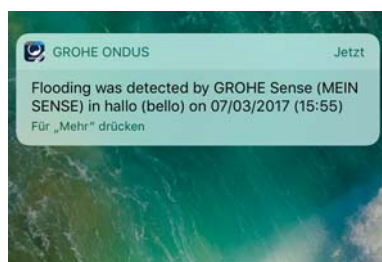 GROHE ONDUS Jetzt
Flooding was detected by GROHE Sense (MEIN
SENSE) in hallo (bello) on 07/03/2017 (15:55)
Für „Mehr“ drücken